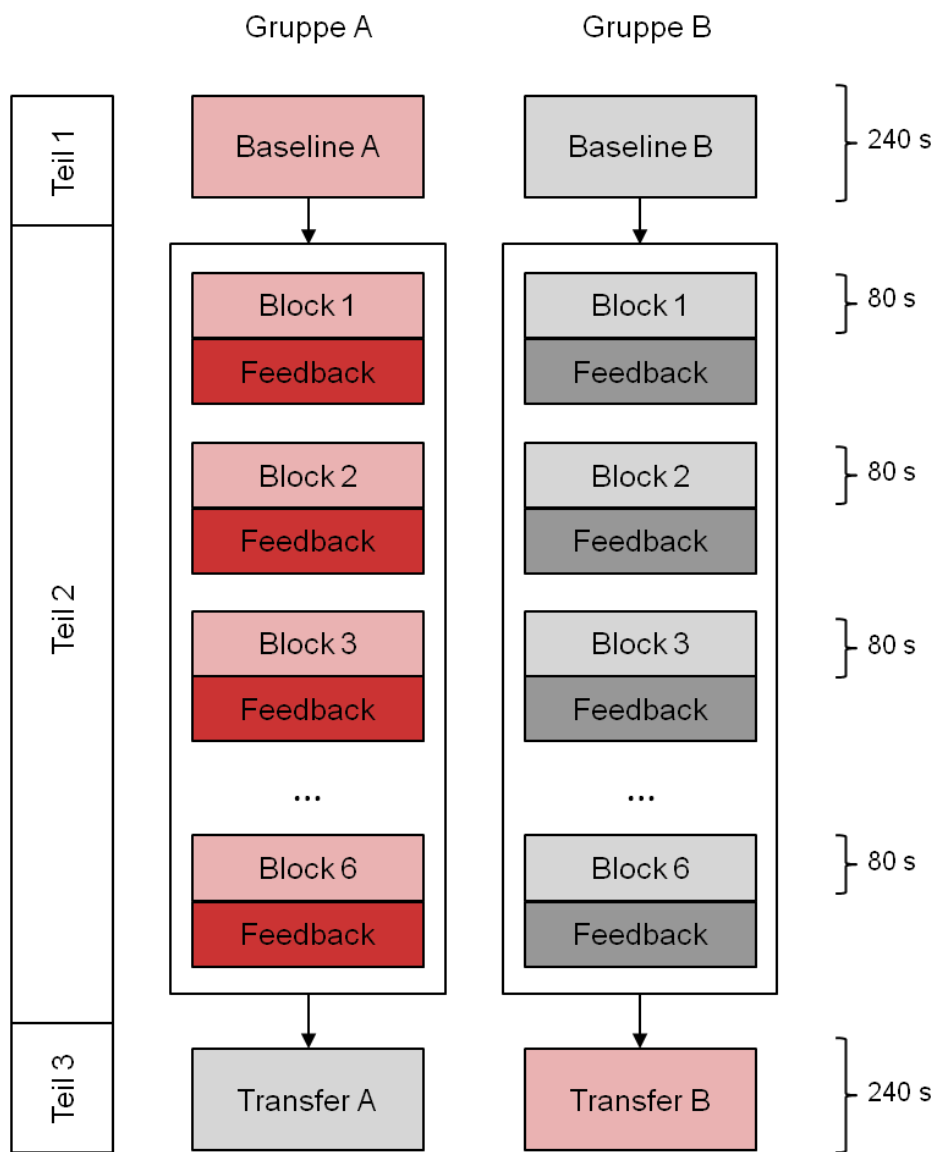 Gruppe A
Gruppe B
Teil 1
Baseline A
Baseline B
240 s
Teil 2
Block 1
Block 1
80 s
Feedback
Feedback
Block 2
Block 2
80 s
Feedback
Feedback
Block 3
Block 3
80 s
Feedback
Feedback
...
...
Block 6
Block 6
80 s
Feedback
Feedback
Teil 3
Transfer A
Transfer B
240 s